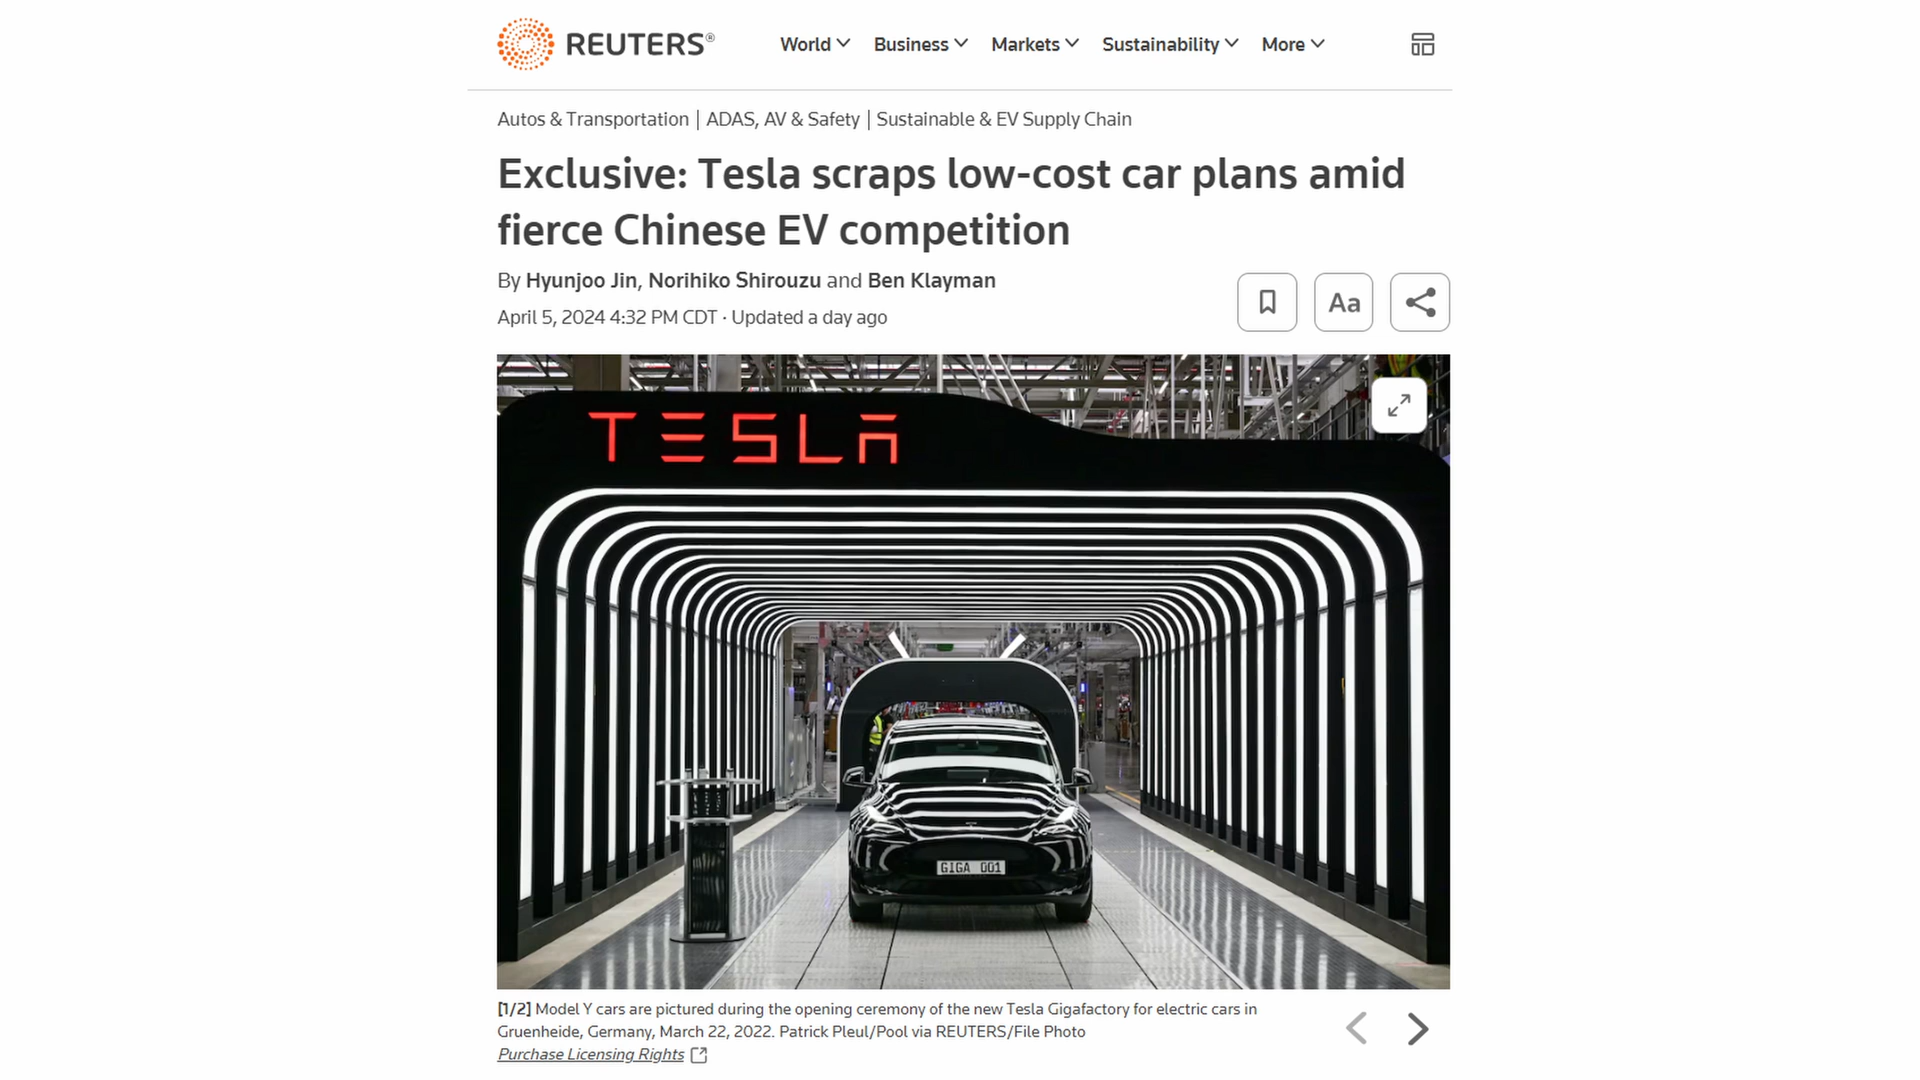 REUTERS®
World Business Markets Sustainability More
Autos & Transportation | ADAS, AV & Safety | Sustainable & EV Supply Chain
Exclusive: Tesla scraps low-cost car plans amid
fierce Chinese EV competition
By Hyunjoo Jin, Norihiko Shirouzu and Ben Klayman
April 5, 2024 4:32 PM CDT · Updated a day ago
Aa
TESLA
GIGA 001
[1/2] Model Y cars are pictured during the opening ceremony of the new Tesla Gigafactory for electric cars in
Gruenheide, Germany, March 22, 2022. Patrick Pleul/Pool via REUTERS/File Photo
Purchase Licensing Rights